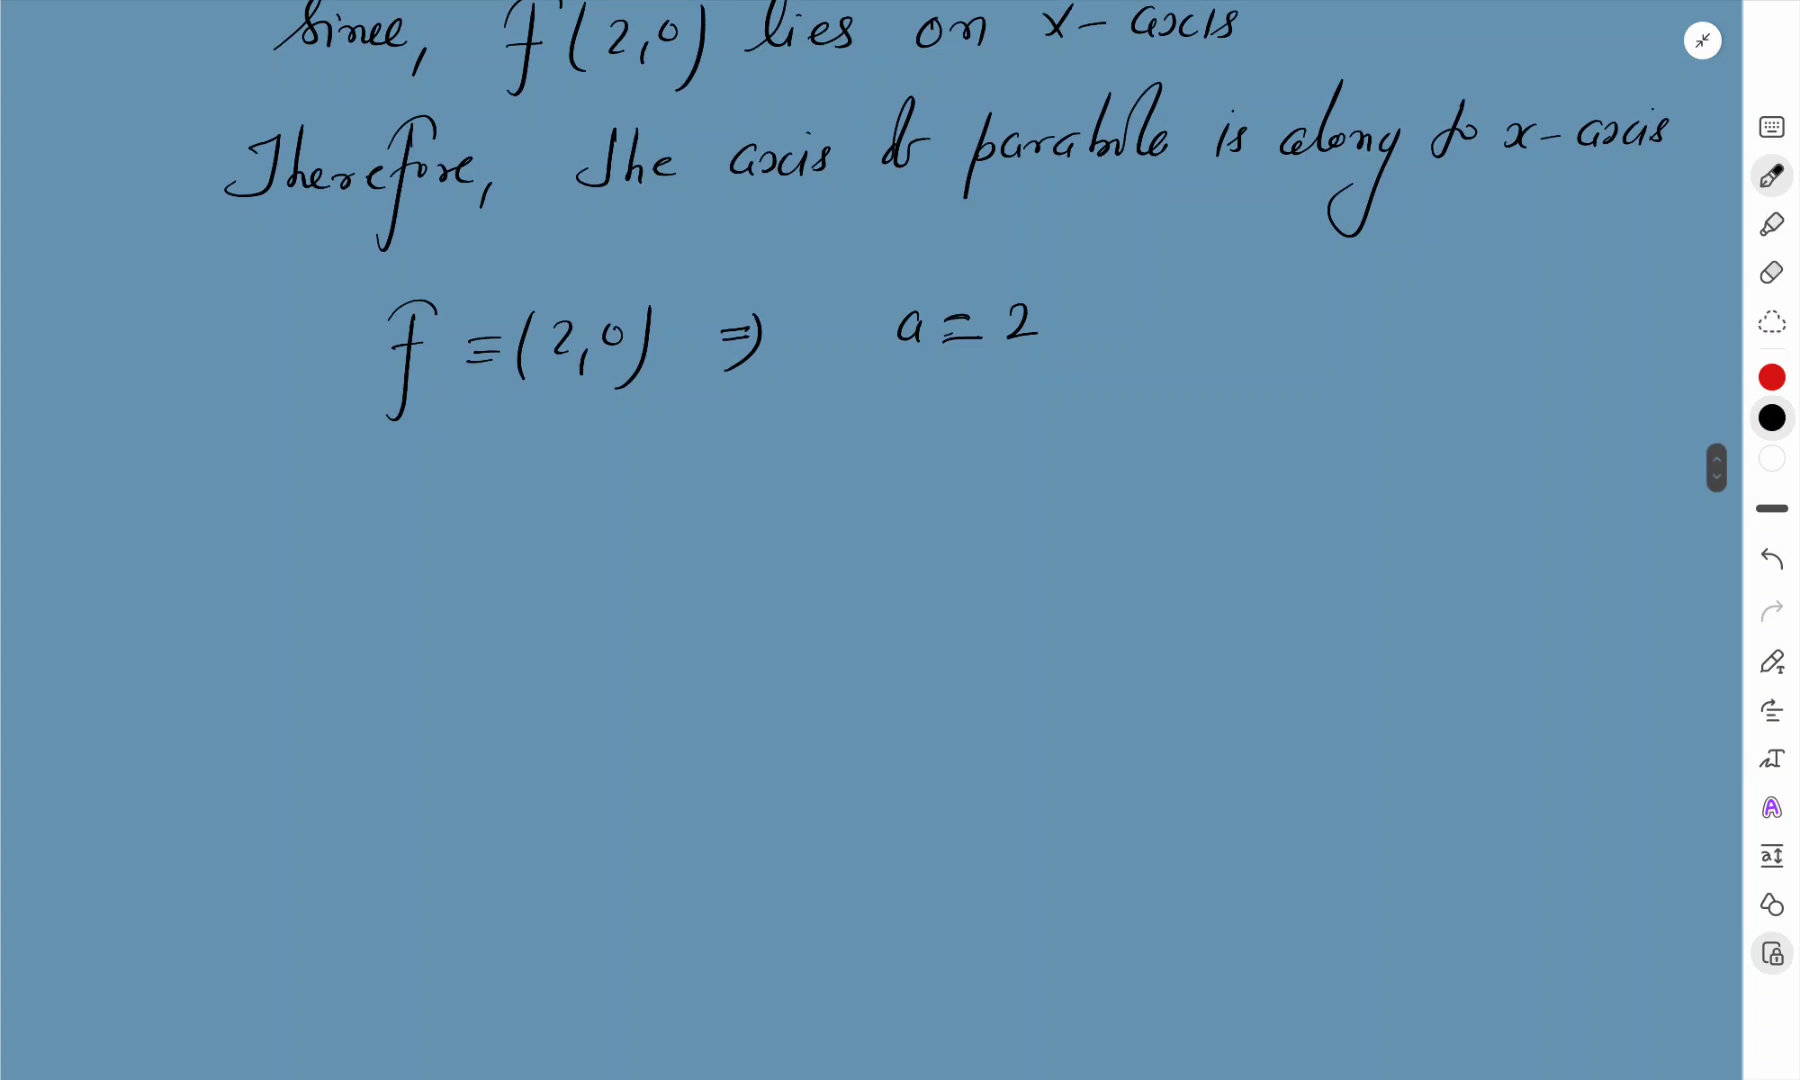 Since, F(2,0) lies on x-axis
Therefore, the axis of parabola is along to x-axis
F ≡ (2,0) ⇒ a = 2